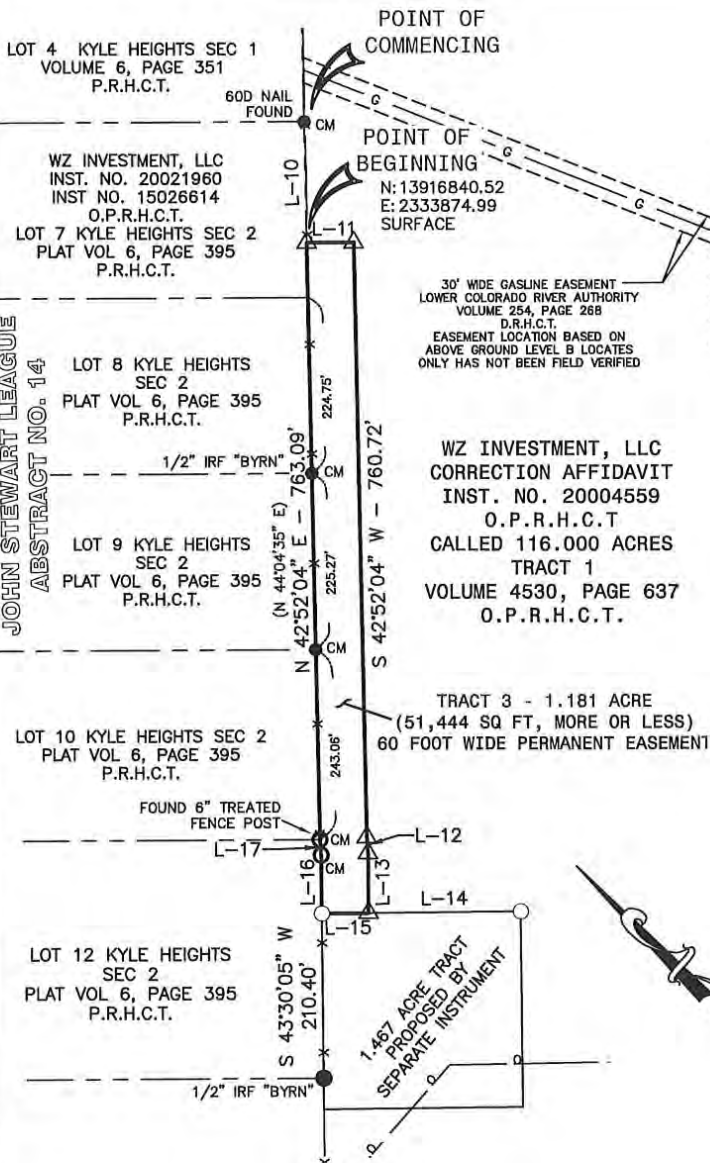 POINT OF
COMMENCING
LOT 4 KYLE HEIGHTS SEC 1
VOLUME 6, PAGE 351
P.R.H.C.T.
60D NAIL
FOUND
CM
G
G
G
L-10
WZ INVESTMENT, LLC
INST. NO. 20021960
INST NO. 15026614
O.P.R.H.C.T.
LOT 7 KYLE HEIGHTS SEC 2
PLAT VOL 6, PAGE 395
P.R.H.C.T.
POINT OF
BEGINNING
N: 13916840.52
E: 2333874.99
SURFACE
L-11
30' WIDE GASLINE EASEMENT
LOWER COLORADO RIVER AUTHORITY
VOLUME 254, PAGE 268
D.R.H.C.T.
EASEMENT LOCATION BASED ON
ABOVE GROUND LEVEL B LOCATES
ONLY HAS NOT BEEN FIELD VERIFIED
JOHN STEWART LEAGUE
ABSTRACT NO. 14
LOT 8 KYLE HEIGHTS
SEC 2
PLAT VOL 6, PAGE 395
P.R.H.C.T.
224.75'
1/2" IRF "BYRN"
CM
N 42°52'04" E - 763.09'
(N 44°04'35" E)
S 42°52'04" W - 760.72'
WZ INVESTMENT, LLC
CORRECTION AFFIDAVIT
INST. NO. 20004559
O.P.R.H.C.T
CALLED 116.000 ACRES
TRACT 1
VOLUME 4530, PAGE 637
O.P.R.H.C.T.
LOT 9 KYLE HEIGHTS
SEC 2
PLAT VOL 6, PAGE 395
P.R.H.C.T.
225.27'
CM
TRACT 3 - 1.181 ACRE
(51,444 SQ FT, MORE OR LESS)
60 FOOT WIDE PERMANENT EASEMENT
LOT 10 KYLE HEIGHTS SEC 2
PLAT VOL 6, PAGE 395
P.R.H.C.T.
243.06'
FOUND 6" TREATED
FENCE POST
CM
L-17
CM
L-12
L-16
L-13
L-14
L-15
LOT 12 KYLE HEIGHTS
SEC 2
PLAT VOL 6, PAGE 395
P.R.H.C.T.
S 43°30'05" W
210.40'
1.467 ACRE TRACT
PROPOSED BY
SEPARATE INSTRUMENT
1/2" IRF "BYRN"